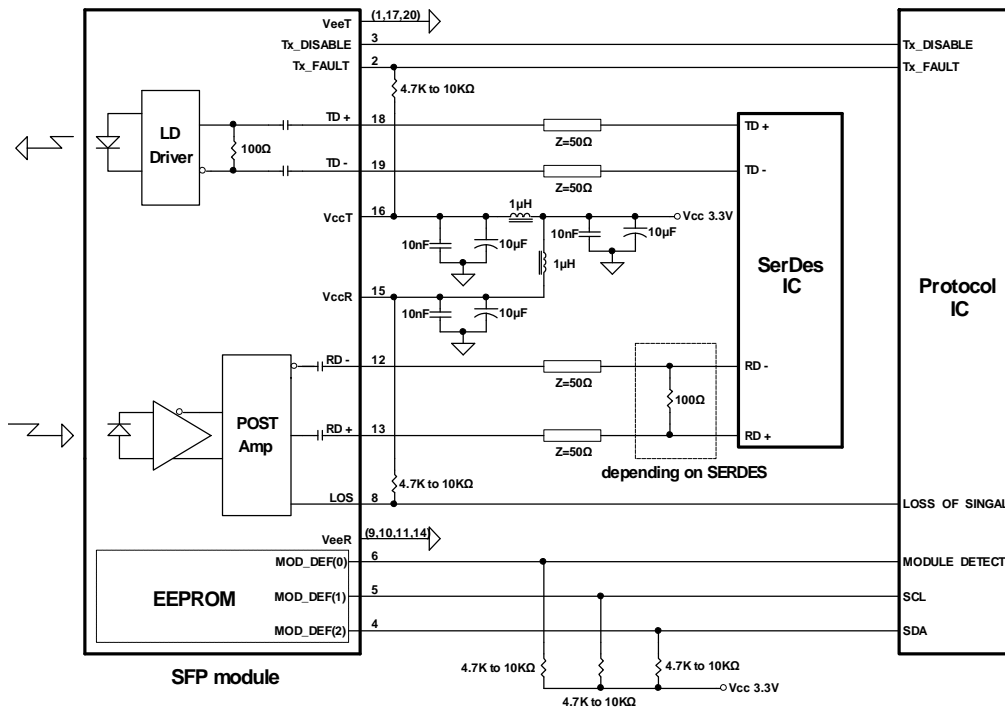 VeeT (1,17,20)
Tx_DISABLE 3 Tx_DISABLE
Tx_FAULT 2 Tx_FAULT
4.7K to 10KΩ
LD
Driver
100Ω
TD + 18 Z=50Ω TD +
TD - 19 Z=50Ω TD -
VccT 16 1µH Vcc 3.3V
10nF 10µF 10nF 10µF
1µH
SerDes
IC
Protocol
IC
VccR 15
10nF 10µF
RD - 12 Z=50Ω RD -
POST
Amp
100Ω
RD + 13 Z=50Ω RD +
depending on SERDES
4.7K to 10KΩ
LOS 8 LOSS OF SINGAL
VeeR (9,10,11,14)
EEPROM
MOD_DEF(0) 6 MODULE DETECT
MOD_DEF(1) 5 SCL
MOD_DEF(2) 4 SDA
4.7K to 10KΩ 4.7K to 10KΩ
4.7K to 10KΩ
Vcc 3.3V
SFP module